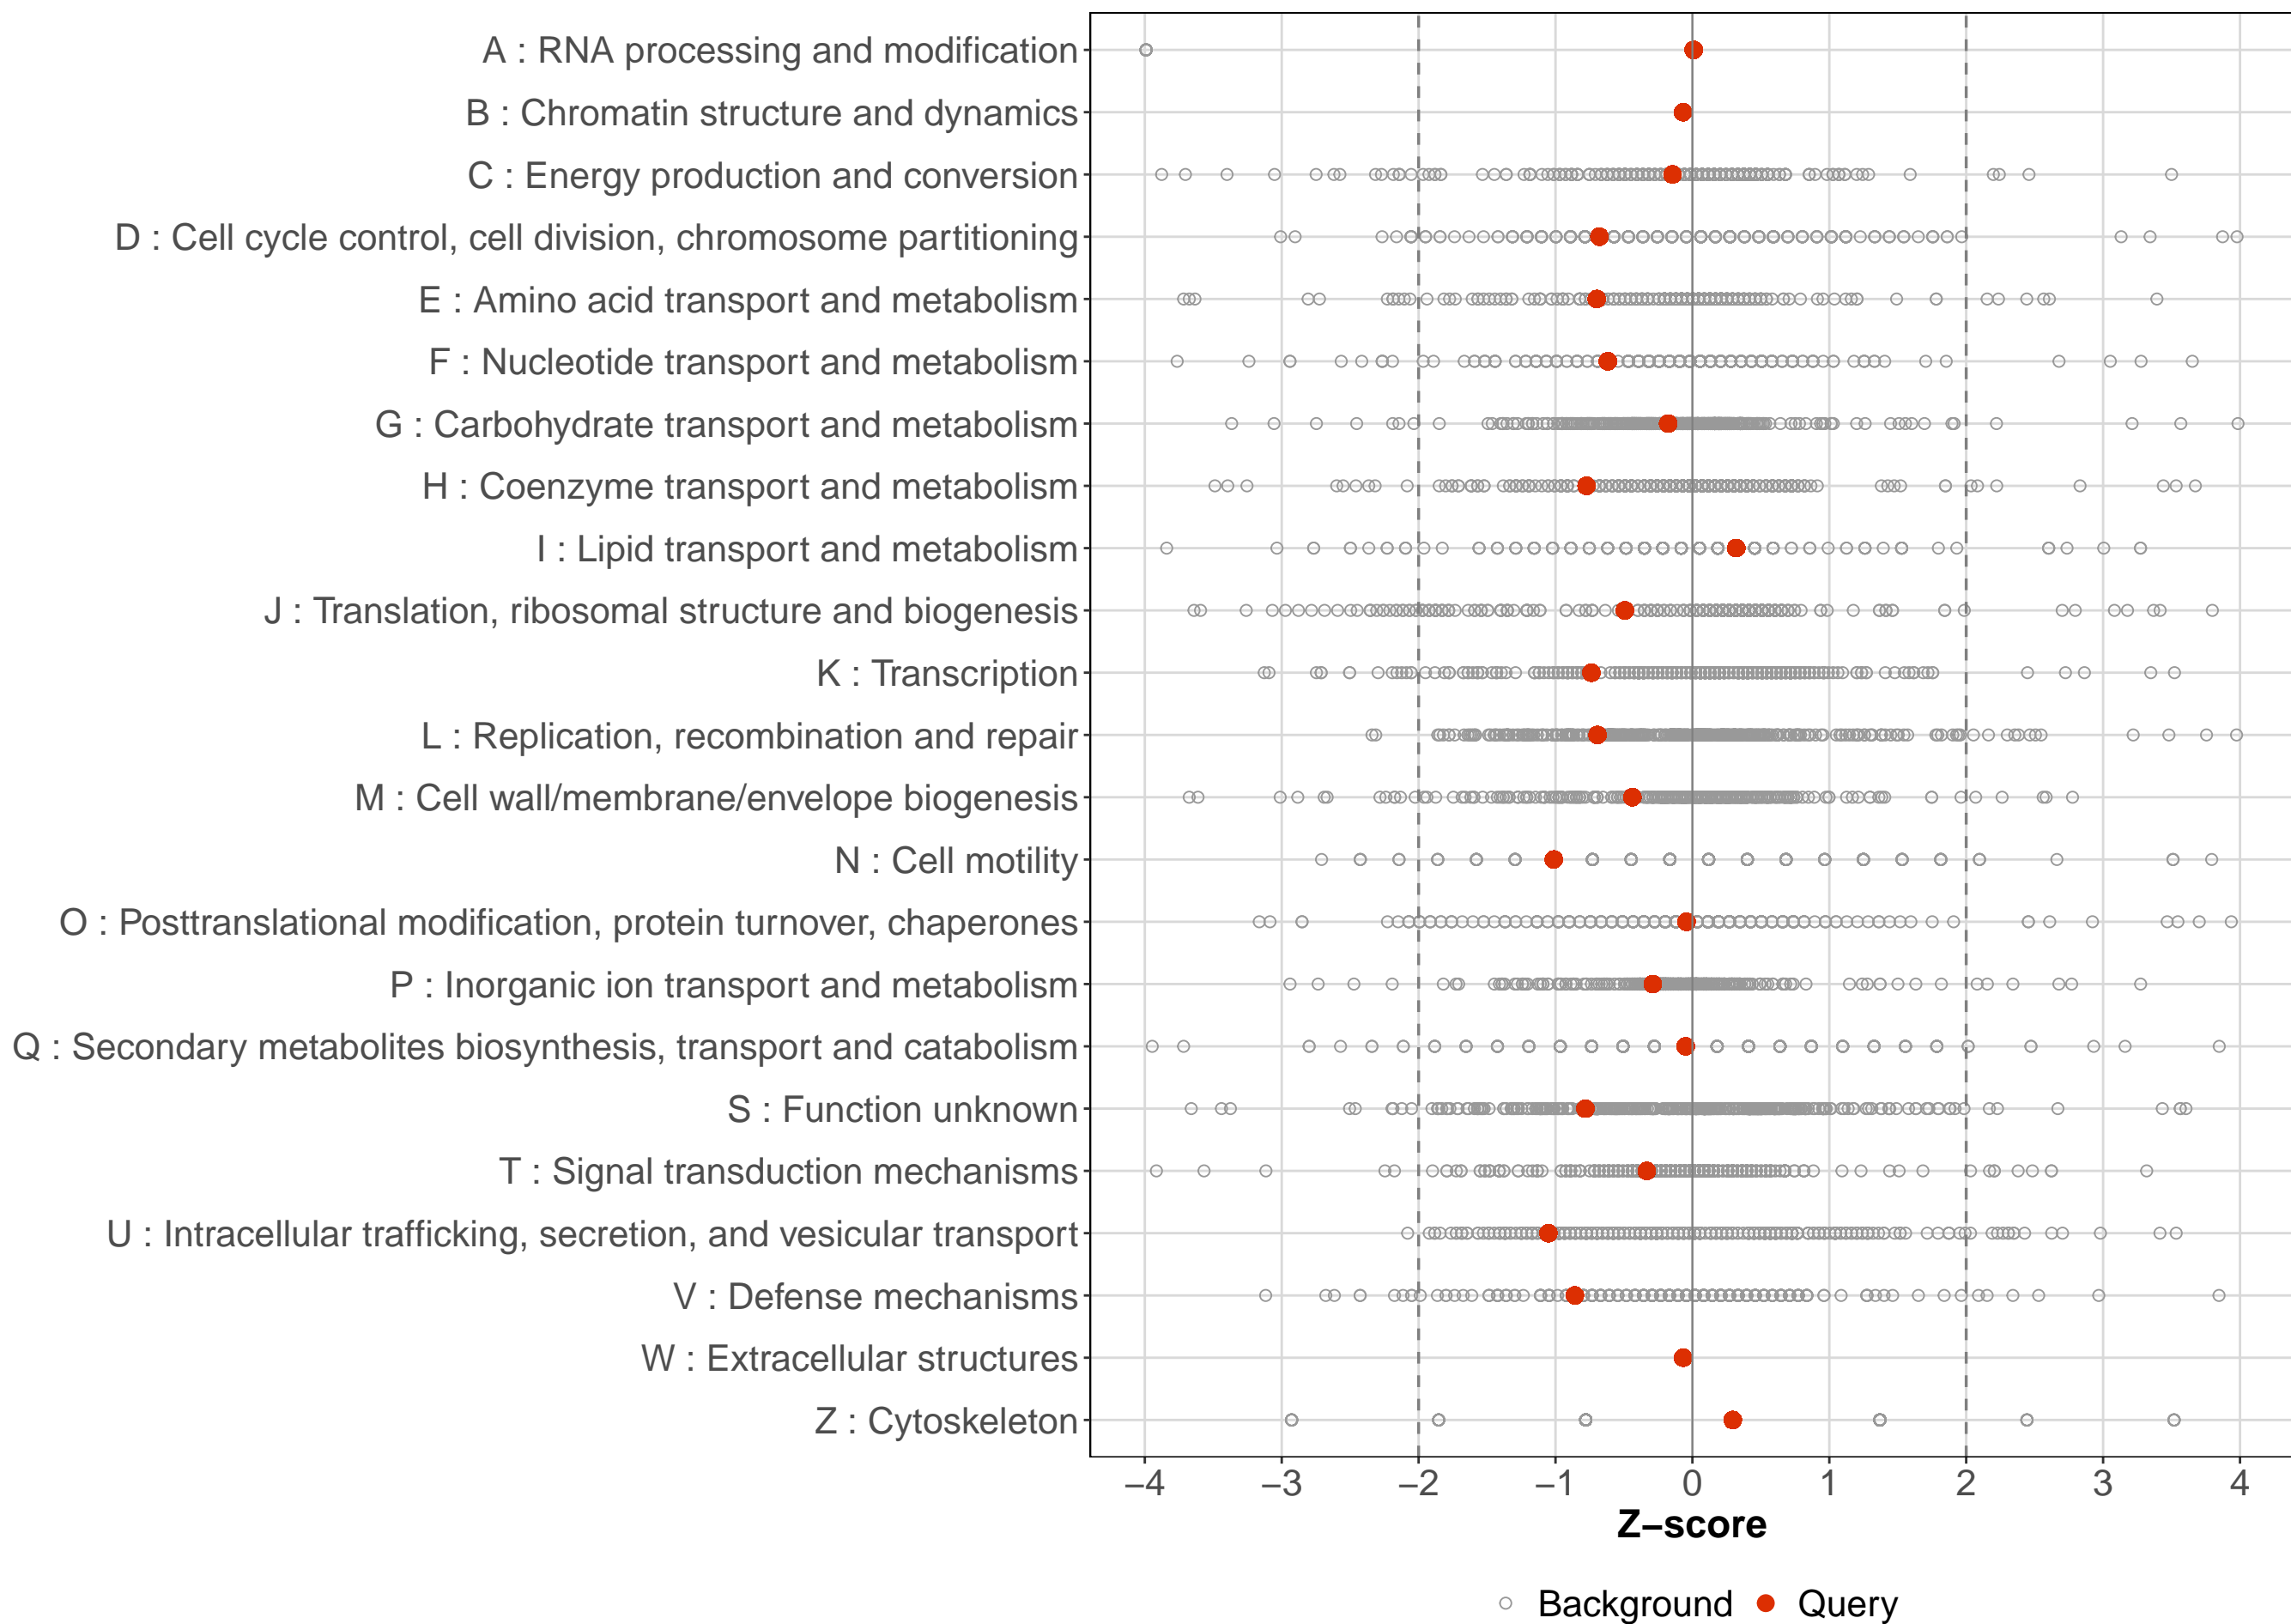 A : RNA processing and modification
B : Chromatin structure and dynamics
C : Energy production and conversion
D : Cell cycle control, cell division, chromosome partitioning
E : Amino acid transport and metabolism
F : Nucleotide transport and metabolism
G : Carbohydrate transport and metabolism
H : Coenzyme transport and metabolism
I : Lipid transport and metabolism
J : Translation, ribosomal structure and biogenesis
K : Transcription
L : Replication, recombination and repair
M : Cell wall/membrane/envelope biogenesis
N : Cell motility
O : Posttranslational modification, protein turnover, chaperones
P : Inorganic ion transport and metabolism
Q : Secondary metabolites biosynthesis, transport and catabolism
S : Function unknown
T : Signal transduction mechanisms
U : Intracellular trafficking, secretion, and vesicular transport
V : Defense mechanisms
W : Extracellular structures
Z : Cytoskeleton
−4 −3 −2 −1 0 1 2 3 4
Z−score
Background Query